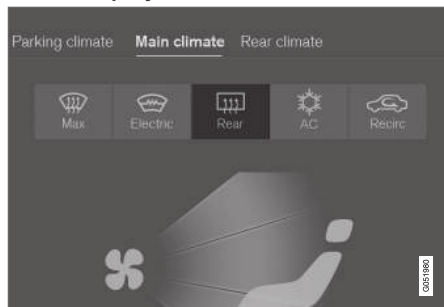 Parking climate Main climate Rear climate
Max Electric Rear AC Recirc
G051980